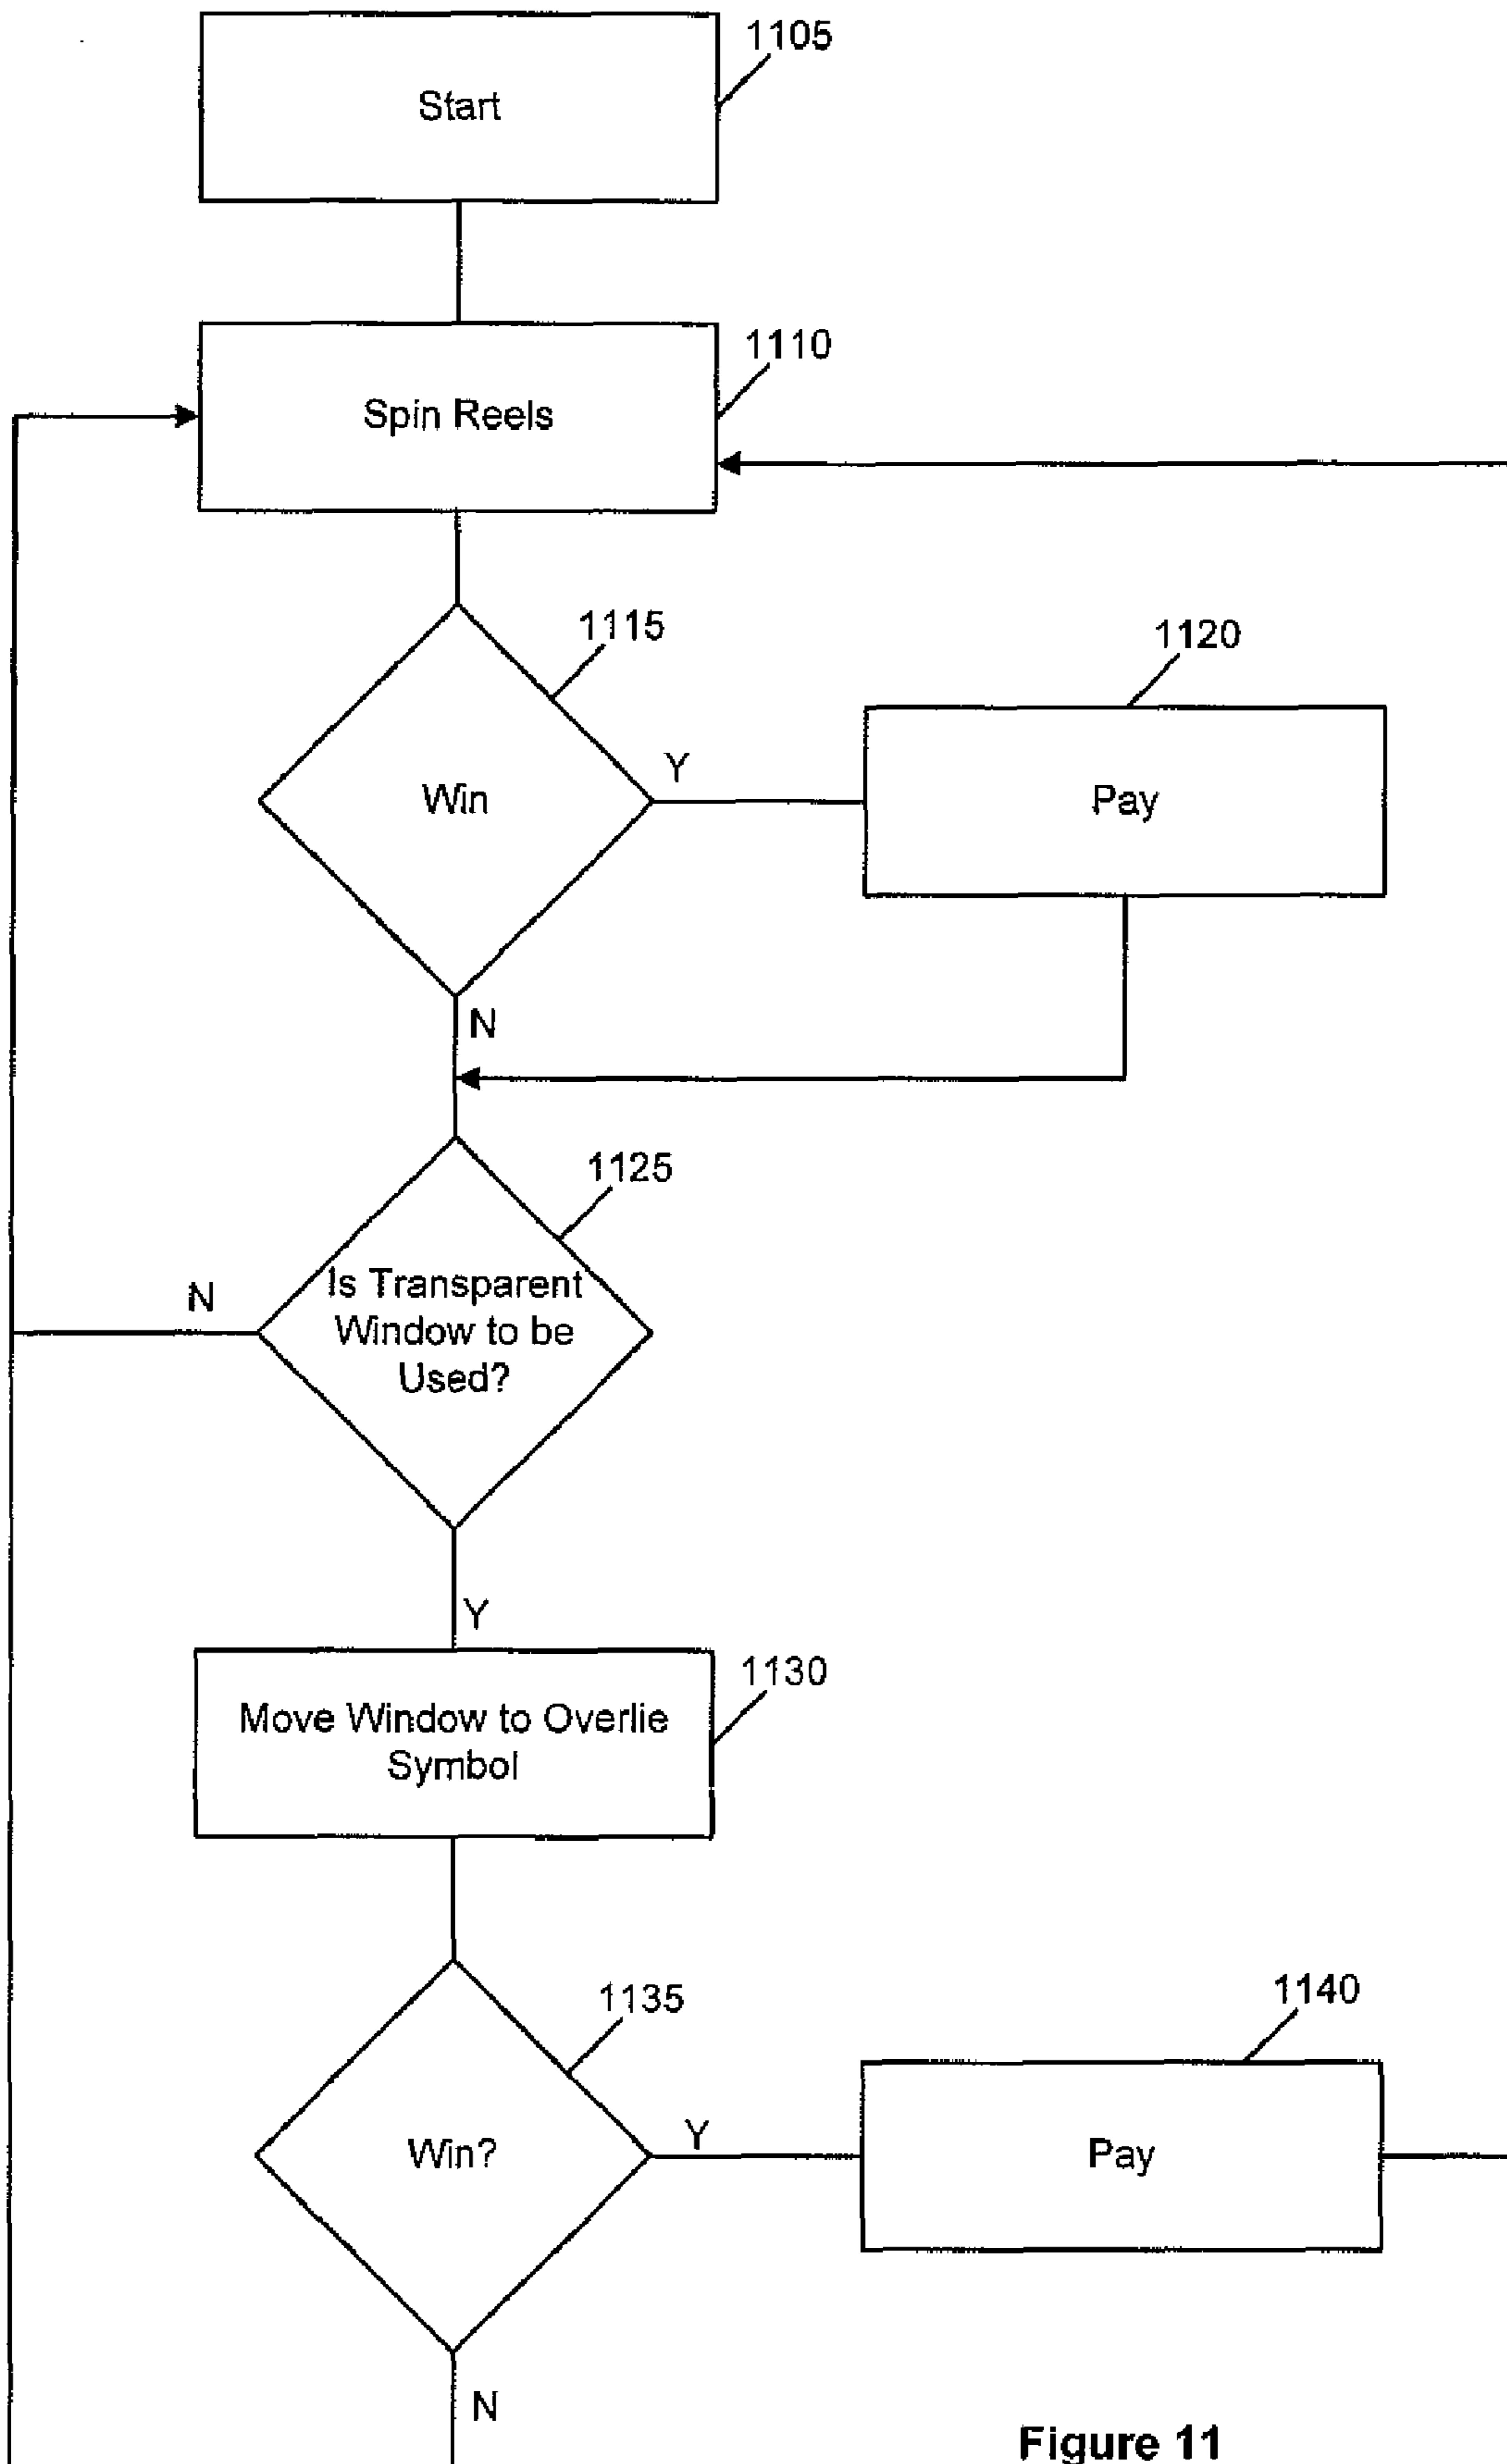 1105
Start
1110
Spin Reels
1115
1120
Win
Y
Pay
N
1125
N
Is Transparent
Window to be
Used?
Y
1130
Move Window to Overlie
Symbol
1135
1140
Win?
Y
Pay
N
Figure 11